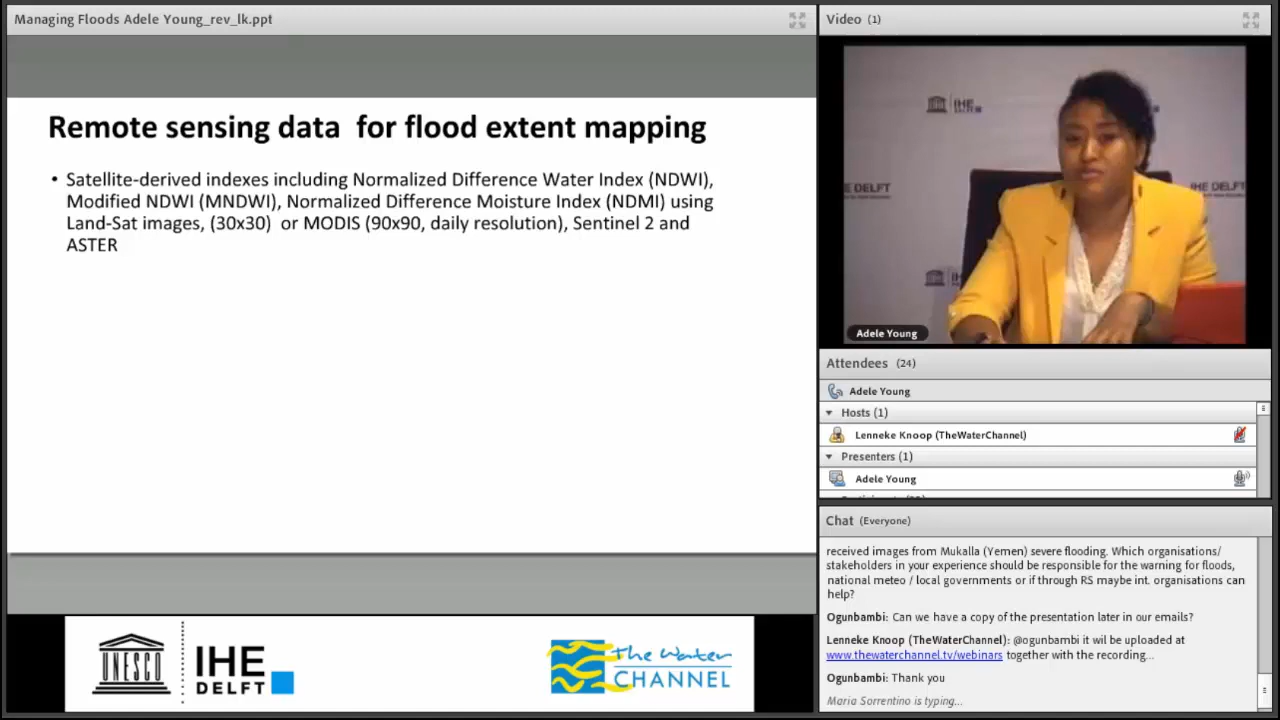 Managing Floods Adele Young_rev_lk.ppt
Remote sensing data for flood extent mapping
• Satellite-derived indexes including Normalized Difference Water Index (NDWI),
Modified NDWI (MNDWI), Normalized Difference Moisture Index (NDMI) using
Land-Sat images, (30x30) or MODIS (90x90, daily resolution), Sentinel 2 and
ASTER
UNESCO
IHE
DELFT
the Water
CHANNEL
Video (1)
IHE
HE DELFT
IHE DELFT
IHE
Adele Young
Attendees (24)
Adele Young
Hosts (1)
Lenneke Knoop (TheWaterChannel)
Presenters (1)
Adele Young
Chat (Everyone)
received images from Mukalla (Yemen) severe flooding. Which organisations/
stakeholders in your experience should be responsible for the warning for floods,
national meteo / local governments or if through RS maybe int. organisations can
help?
Ogunbambi: Can we have a copy of the presentation later in our emails?
Lenneke Knoop (TheWaterChannel): @ogunbambi it wil be uploaded at
www.thewaterchannel.tv/webinars together with the recording...
Ogunbambi: Thank you
Maria Sorrentino is typing...